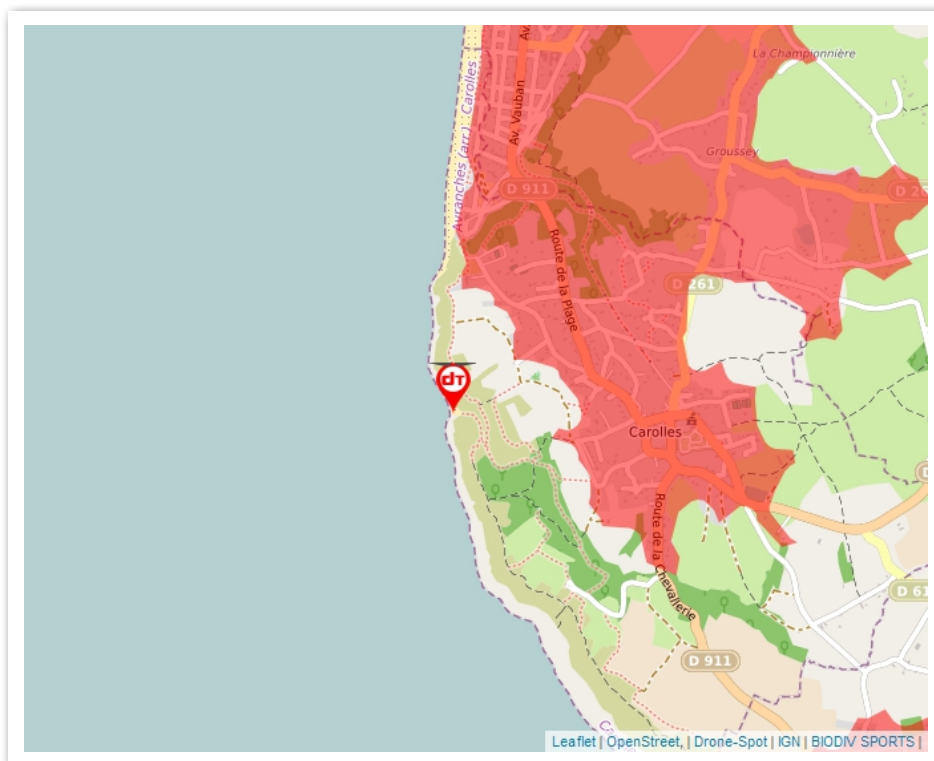 Av.
La Championnière
Av. Vauban
Avranches (arr.)
Carolles
Groussey
D 911
D 26
Route de la Plage
D 261
dT
Carolles
Route de la Chevallerie
D 61
D 911
Ca
Leaflet | OpenStreet, | Drone-Spot | IGN | BIODIV SPORTS |